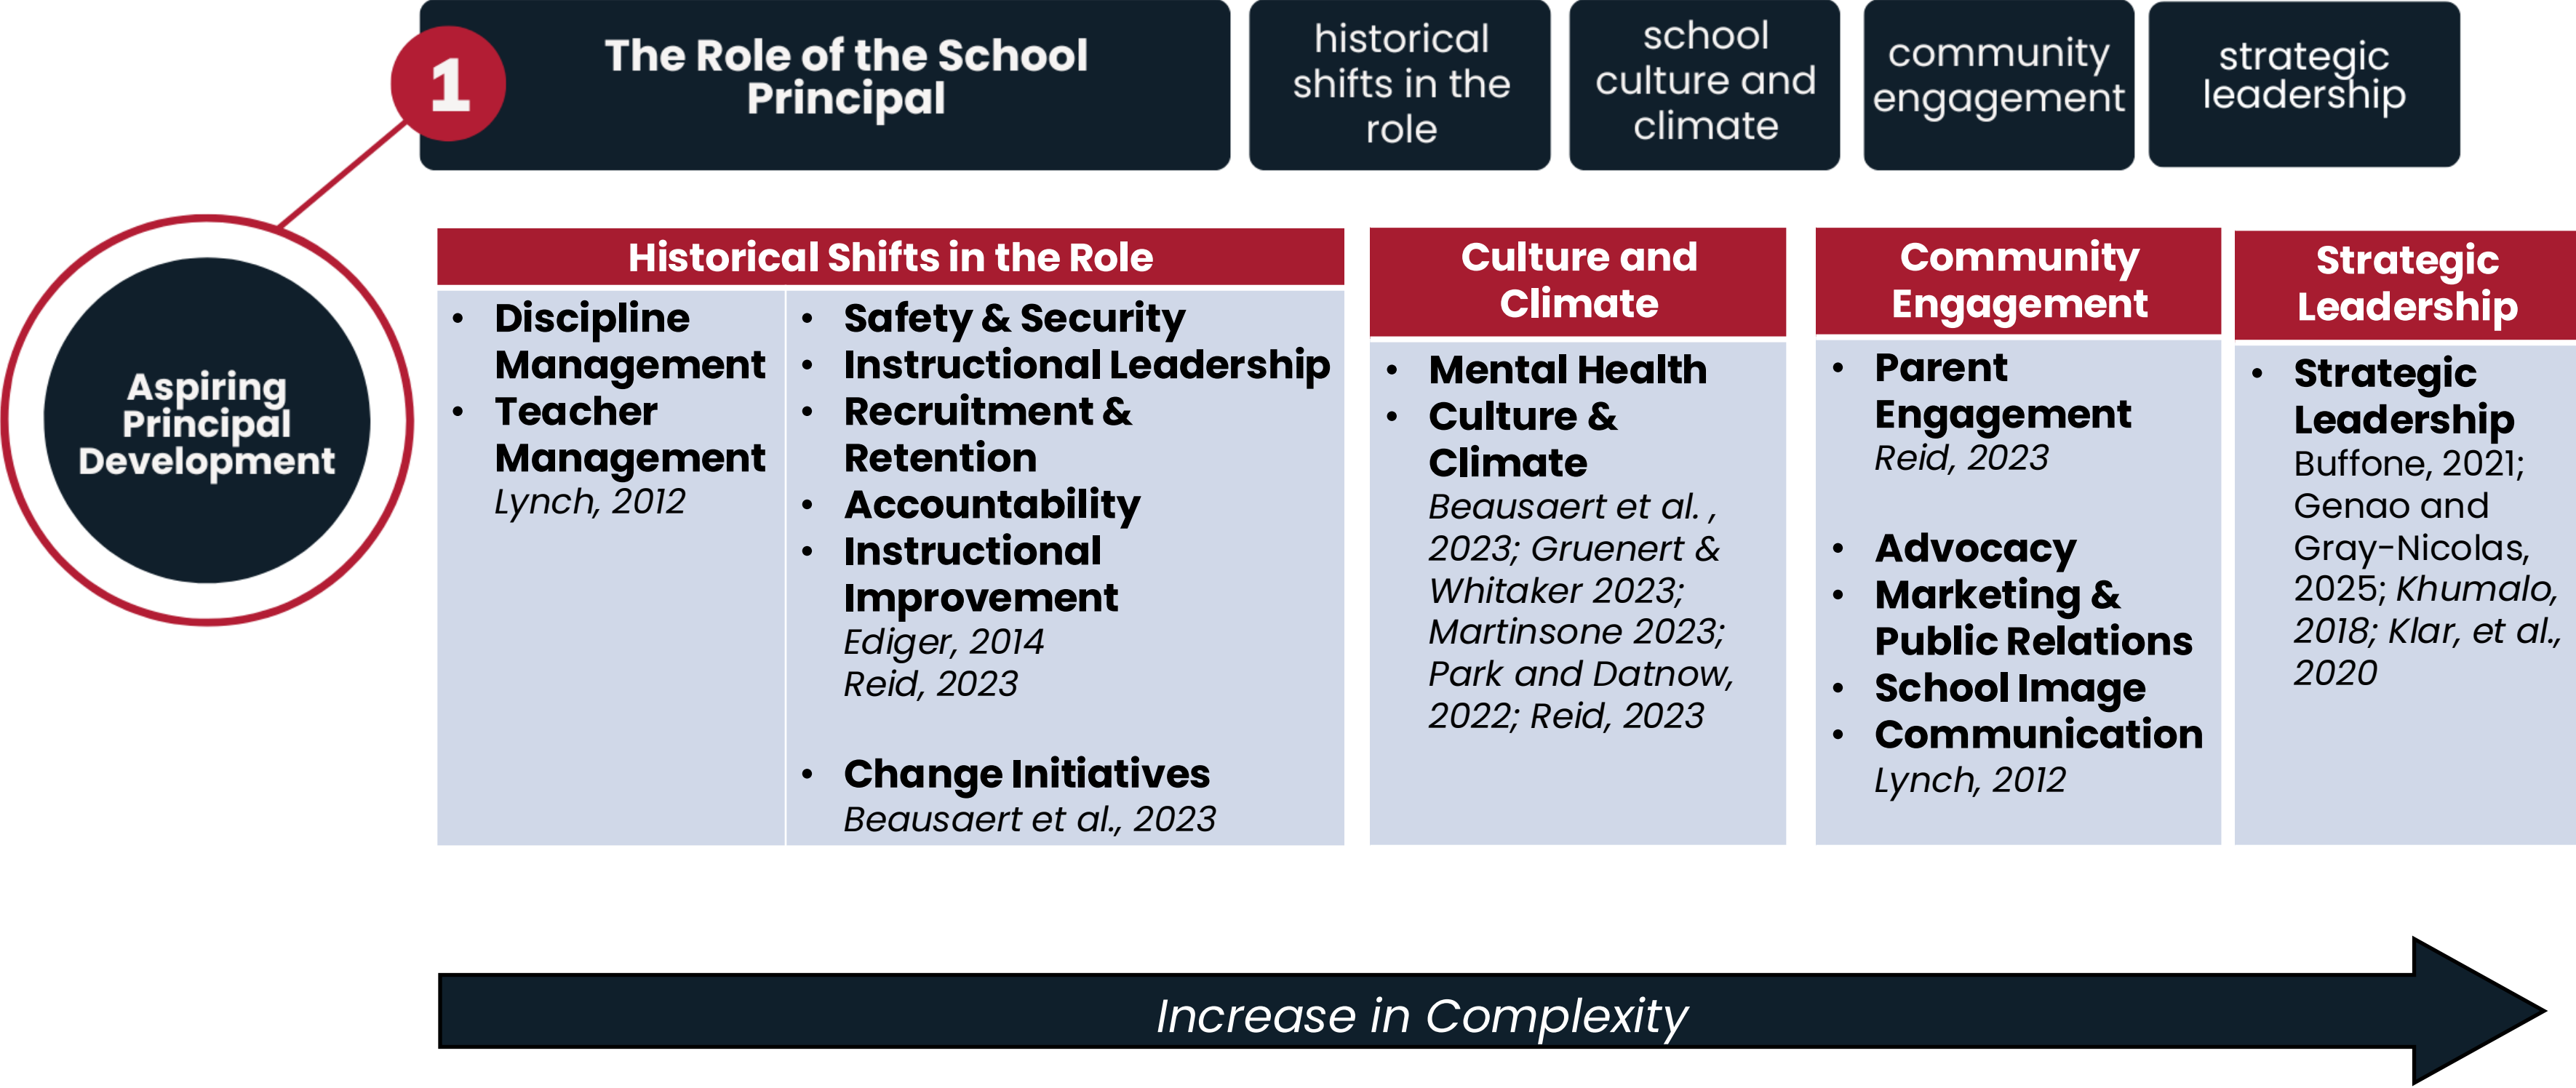 1
The Role of the School
Principal
historical
shifts in the
role
school
culture and
climate
community
engagement
strategic
leadership
Aspiring
Principal
Development
Historical Shifts in the Role
• Discipline
Management
• Teacher
Management
Lynch, 2012
• Safety & Security
• Instructional Leadership
• Recruitment &
Retention
• Accountability
• Instructional
Improvement
Ediger, 2014
Reid, 2023
• Change Initiatives
Beausaert et al., 2023
Culture and
Climate
• Mental Health
• Culture &
Climate
Beausaert et al. ,
2023; Gruenert &
Whitaker 2023;
Martinsone 2023;
Park and Datnow,
2022; Reid, 2023
Community
Engagement
• Parent
Engagement
Reid, 2023
• Advocacy
• Marketing &
Public Relations
• School Image
• Communication
Lynch, 2012
Strategic
Leadership
• Strategic
Leadership
Buffone, 2021;
Genao and
Gray-Nicolas,
2025; Khumalo,
2018; Klar, et al.,
2020
Increase in Complexity